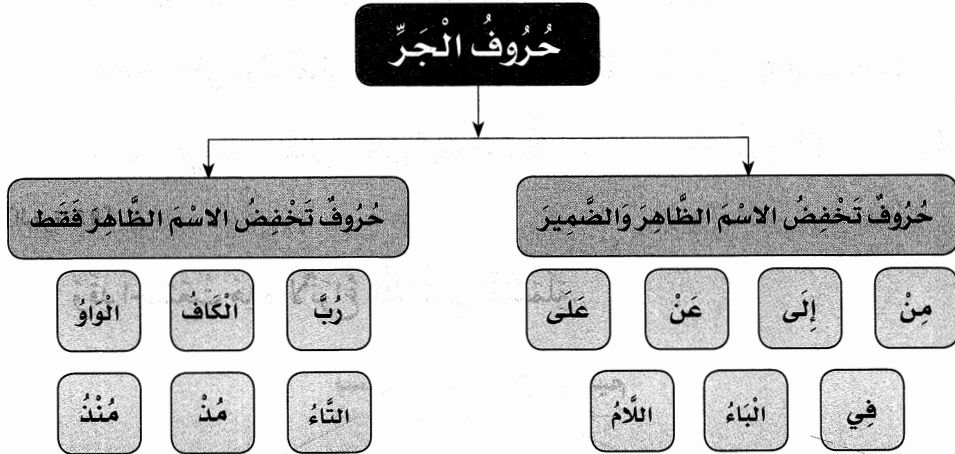 حُرُوفُ الْجَرِّ
حُرُوفٌ تَخْفِضُ الاسْمَ الظَّاهِرَ وَالضَّمِيرَ
مِنْ
إِلَى
عَنْ
عَلَى
فِي
الْبَاءُ
اللَّامُ
حُرُوفٌ تَخْفِضُ الاسْمَ الظَّاهِرَ فَقَط
رُبَّ
الْكَافُ
الْوَاوُ
التَّاءُ
مُذْ
مُنْذُ